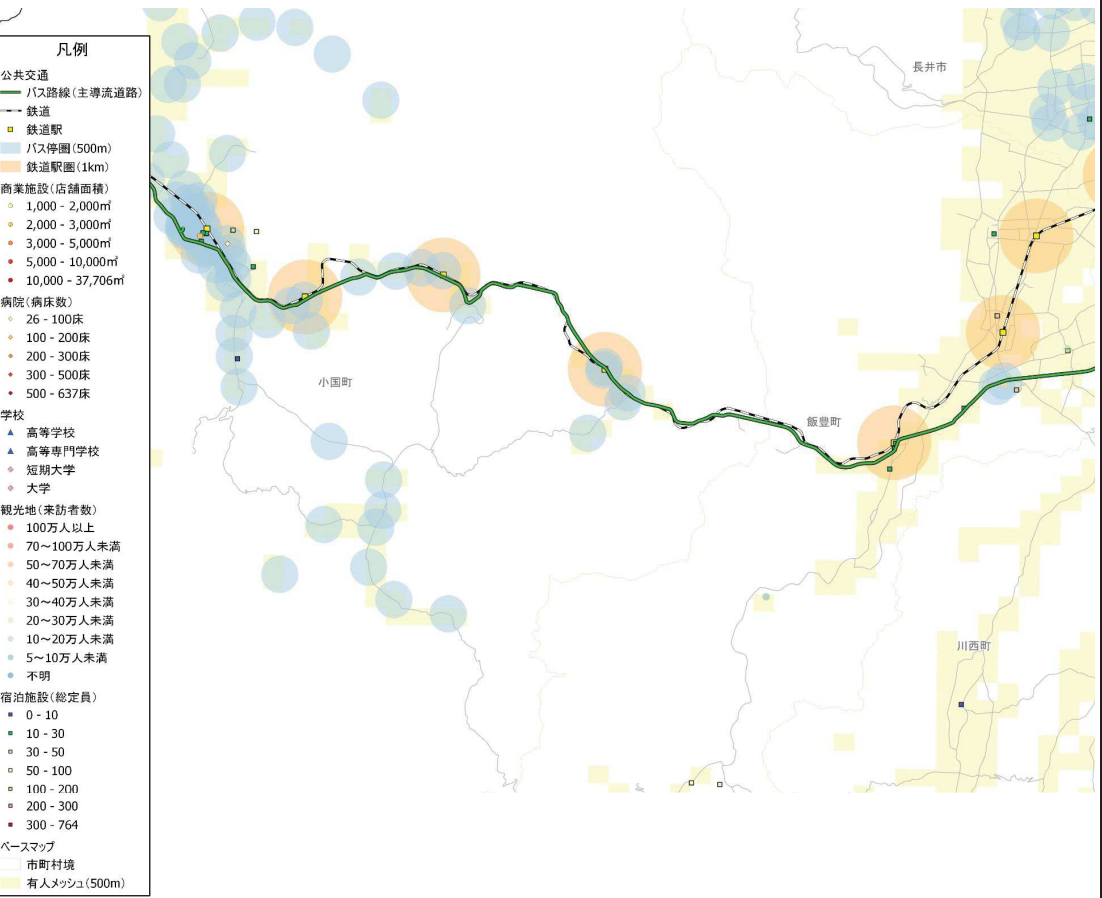 凡例
公共交通
バス路線（主導流道路）
鉄道
鉄道駅
バス停圏（500m）
鉄道駅圏（1km）
商業施設（店舗面積）
1,000 - 2,000㎡
2,000 - 3,000㎡
3,000 - 5,000㎡
5,000 - 10,000㎡
10,000 - 37,706㎡
病院（病床数）
26 - 100床
100 - 200床
200 - 300床
300 - 500床
500 - 637床
学校
高等学校
高等専門学校
短期大学
大学
観光地（来訪者数）
100万人以上
70～100万人未満
50～70万人未満
40～50万人未満
30～40万人未満
20～30万人未満
10～20万人未満
5～10万人未満
不明
宿泊施設（総定員）
0 - 10
10 - 30
30 - 50
50 - 100
100 - 200
200 - 300
300 - 764
ベースマップ
市町村境
有人メッシュ（500m）
長井市
小国町
飯豊町
川西町